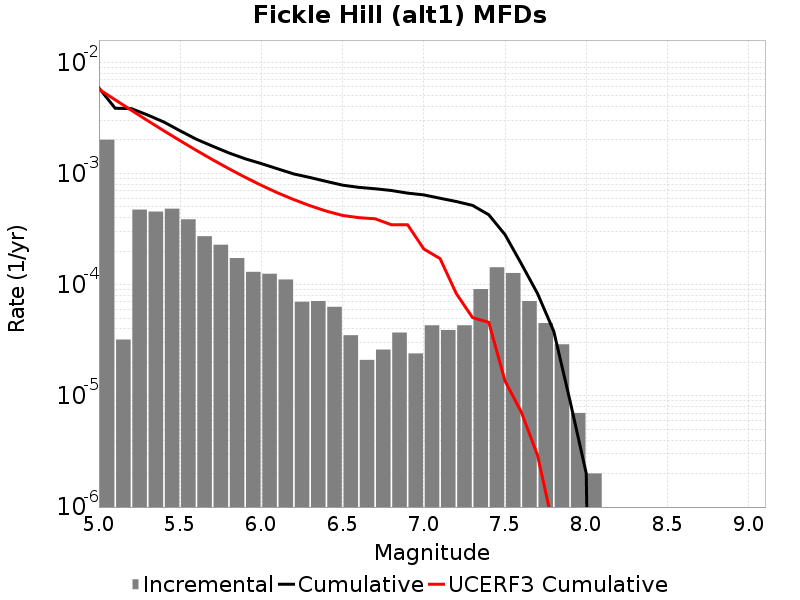 Fickle Hill (alt1) MFDs
Rate (1/yr)
10-2
10-3
10-4
10-5
10-6
5.0 5.5 6.0 6.5 7.0 7.5 8.0 8.5 9.0
Magnitude
Incremental Cumulative UCERF3 Cumulative